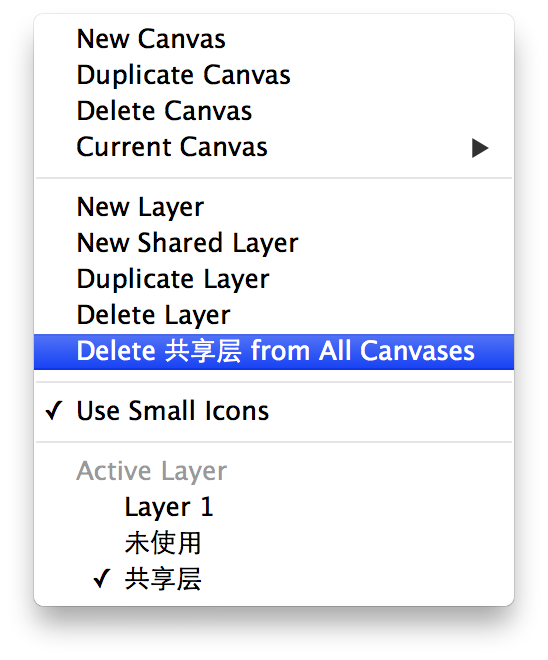 New Canvas
Duplicate Canvas
Delete Canvas
Current Canvas
New Layer
New Shared Layer
Duplicate Layer
Delete Layer
Delete 共享层 from All Canvases
Use Small Icons
Active Layer
Layer 1
未使用
共享层